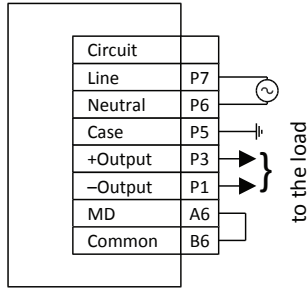 Circuit
Line P7
Neutral P6
Case P5
+Output P3
–Output P1
MD A6
Common B6
to the load